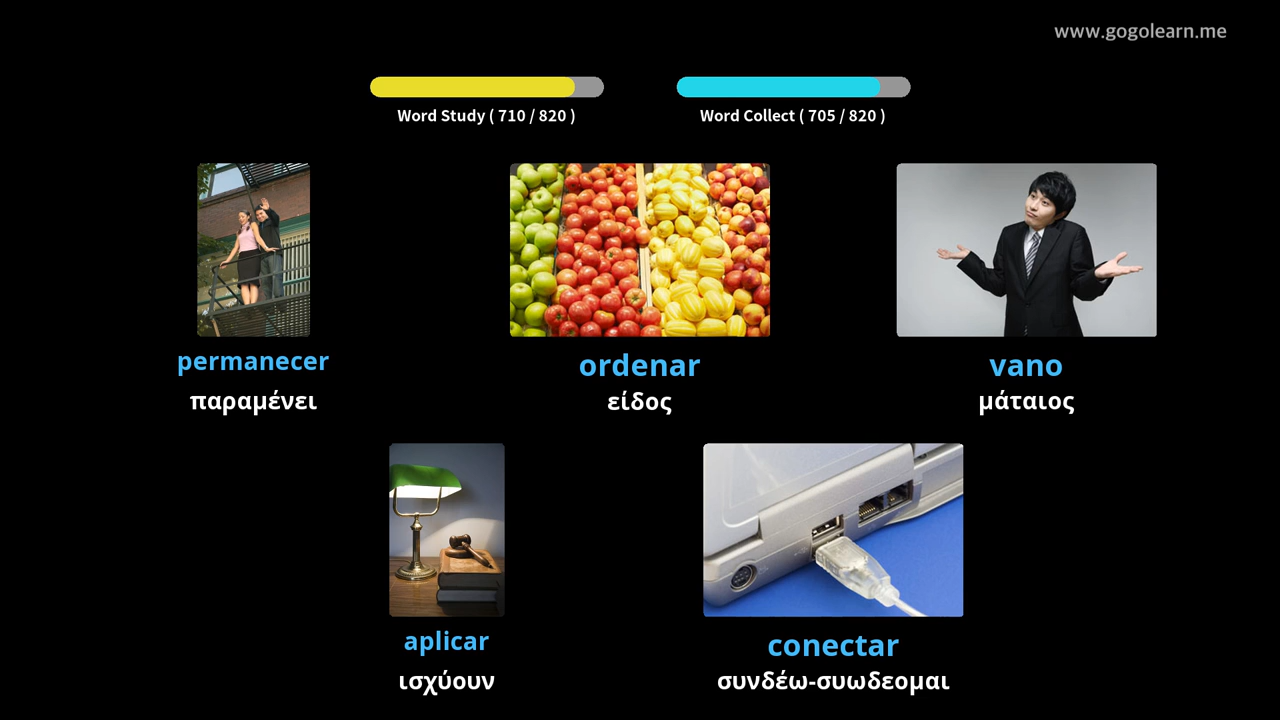 www.gogolearn.me
Word Study ( 710 / 820 )
Word Collect ( 705 / 820 )
permanecer
παραμένει
ordenar
είδος
vano
μάταιος
aplicar
ισχύουν
conectar
συνδέω-συωδεομαι